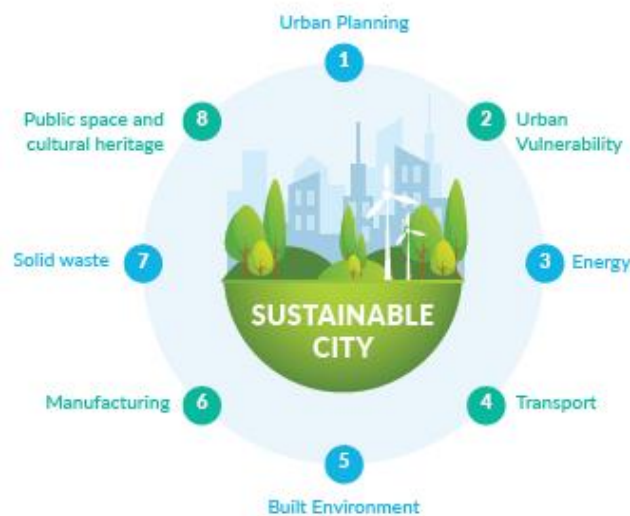 Urban Planning
1
2
Urban
Vulnerability
3
Energy
4
Transport
5
Built Environment
6
Manufacturing
7
Solid waste
8
Public space and
cultural heritage
SUSTAINABLE
CITY